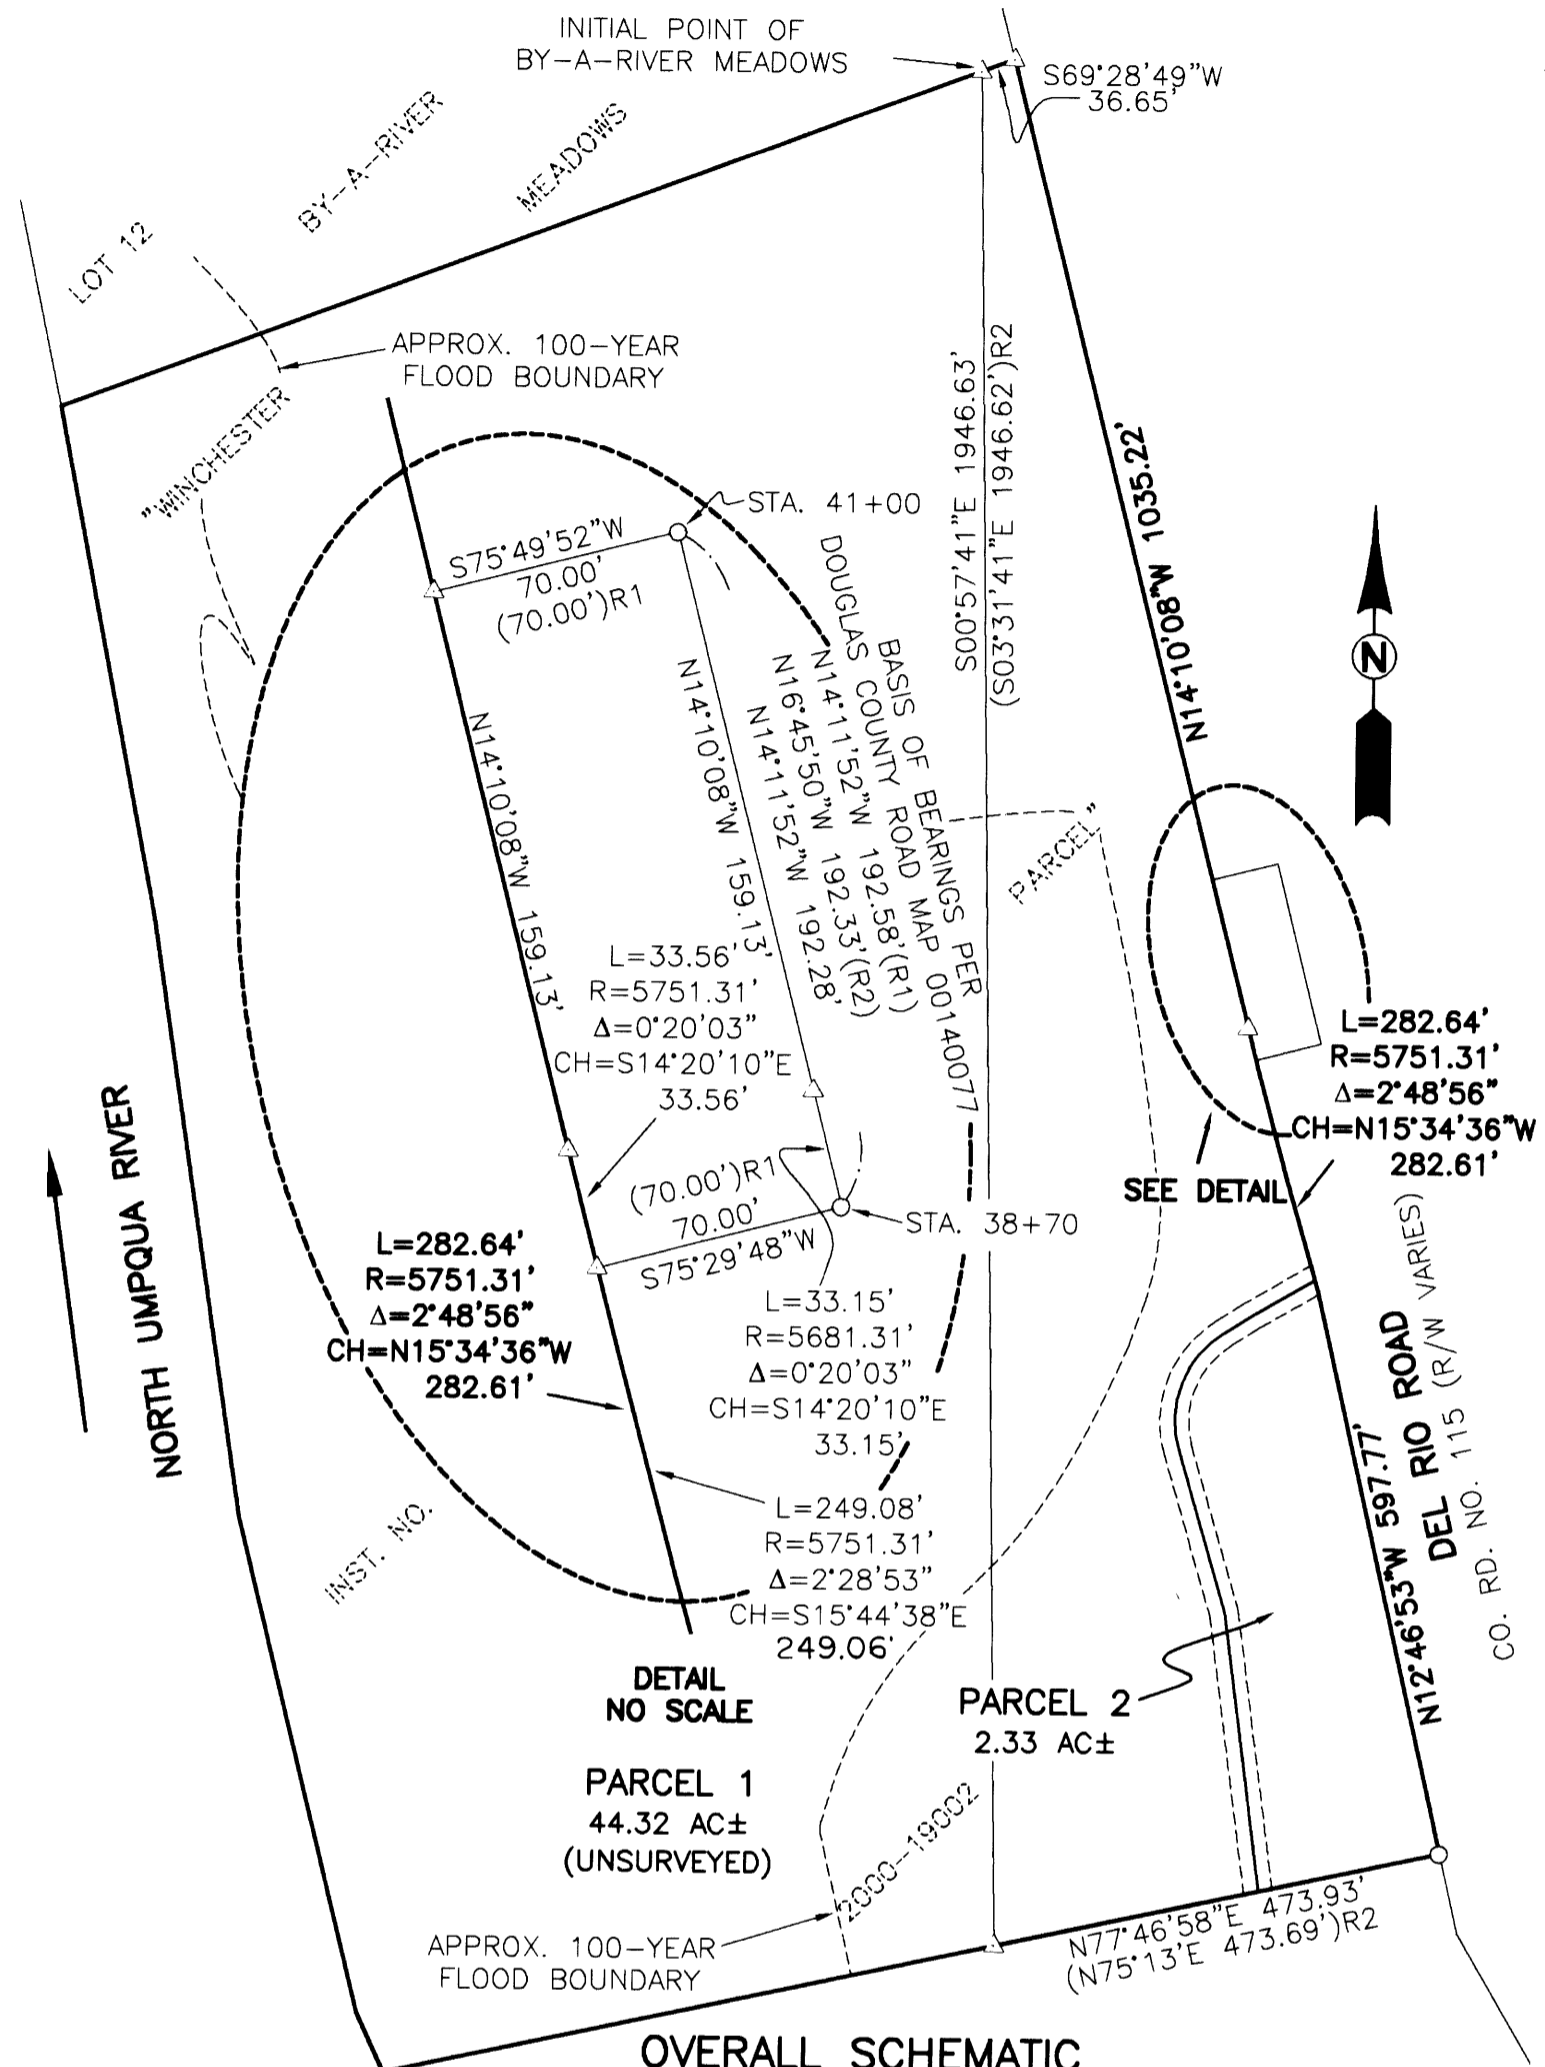 INITIAL POINT OF
BY-A-RIVER MEADOWS
S69°28'49"W
36.65'
BY-A-RIVER
MEADOWS
LOT 12
APPROX. 100-YEAR
FLOOD BOUNDARY
"WINCHESTER
S00°57'41"E 1946.63'
(S03°31'41"E 1946.62')R2
N14°10'08"W 1035.22'
STA. 41+00
S75°49'52"W
70.00'
(70.00')R1
BASIS OF BEARINGS PER
DOUGLAS COUNTY ROAD MAP 00140077
N14°11'52"W 192.58'(R1)
N16°45'50"W 192.33'(R2)
N14°11'52"W 192.28'
N14°10'08"W 159.13'
N14°10'08"W 159.13'
N
PARCEL"
L=33.56'
R=5751.31'
Δ=0°20'03"
CH=S14°20'10"E
33.56'
L=282.64'
R=5751.31'
Δ=2°48'56"
CH=N15°34'36"W
282.61'
SEE DETAIL
NORTH UMPQUA RIVER
(70.00')R1
70.00'
S75°29'48"W
STA. 38+70
L=282.64'
R=5751.31'
Δ=2°48'56"
CH=N15°34'36"W
282.61'
L=33.15'
R=5681.31'
Δ=0°20'03"
CH=S14°20'10"E
33.15'
N12°46'53"W 597.77'
DEL RIO ROAD
CO. RD. NO. 115 (R/W VARIES)
L=249.08'
R=5751.31'
Δ=2°28'53"
CH=S15°44'38"E
249.06'
INST. NO.
DETAIL
NO SCALE
PARCEL 2
2.33 AC±
PARCEL 1
44.32 AC±
(UNSURVEYED)
2000-19002
APPROX. 100-YEAR
FLOOD BOUNDARY
N77°46'58"E 473.93'
(N75°13'E 473.69')R2
OVERALL SCHEMATIC